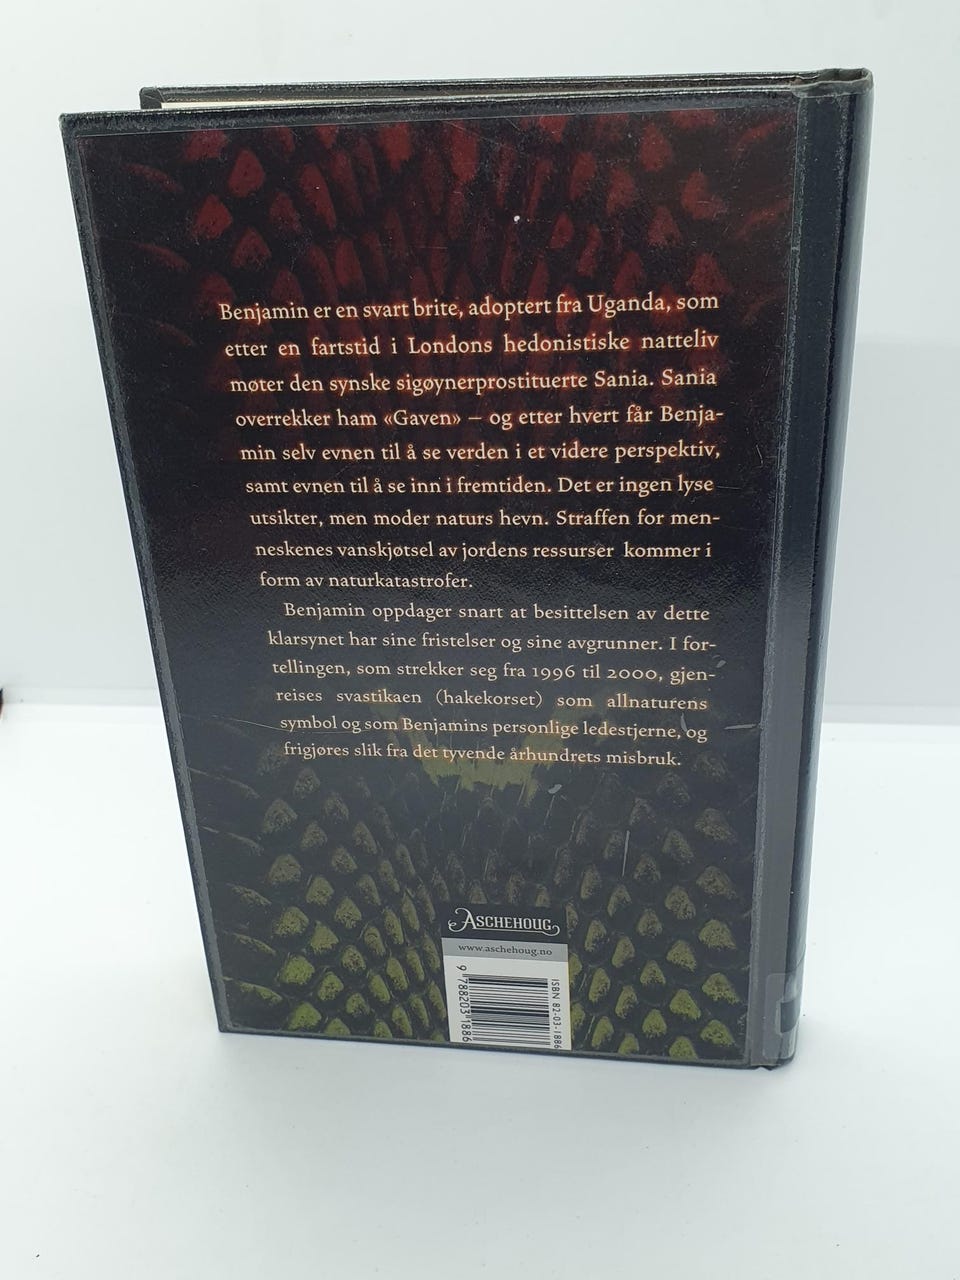 Benjamin er en svart brite, adoptert fra Uganda, som
etter en fartstid i Londons hedonistiske natteliv
møter den synske sigøynerprostituerte Sania. Sania
overrekker ham «Gaven» – og etter hvert får Benja-
min selv evnen til å se verden i et videre perspektiv,
samt evnen til å se inn i fremtiden. Det er ingen lyse
utsikter, men moder naturs hevn. Straffen for men-
neskenes vanskjøtsel av jordens ressurser kommer i
form av naturkatastrofer.
Benjamin oppdager snart at besittelsen av dette
klarsynet har sine fristelser og sine avgrunner. I for-
tellingen, som strekker seg fra 1996 til 2000, gjen-
reises svastikaen (hakekorset) som allnaturens
symbol og som Benjamins personlige ledestjerne, og
frigjøres slik fra det tyvende århundrets misbruk.
ASCHEHOUG
www.aschehoug.no
ISBN 82-03-1886
9 788203 1886